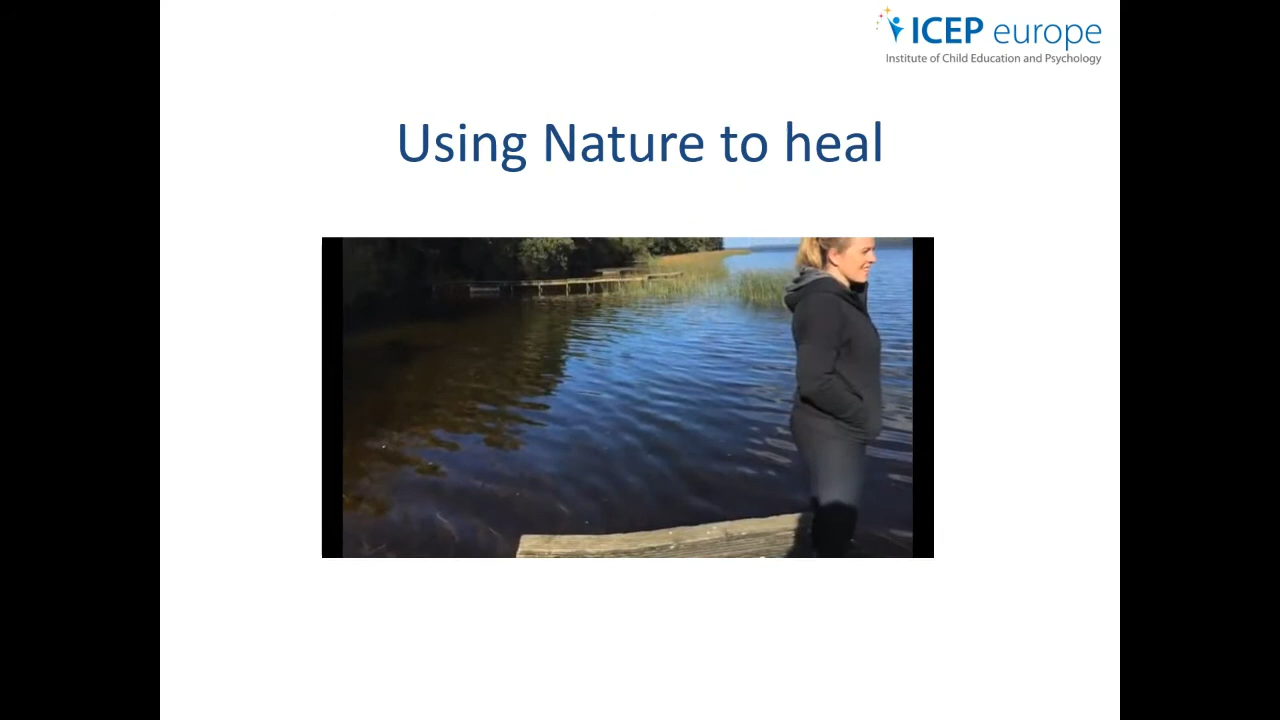 ICEP europe
Institute of Child Education and Psychology
Using Nature to heal